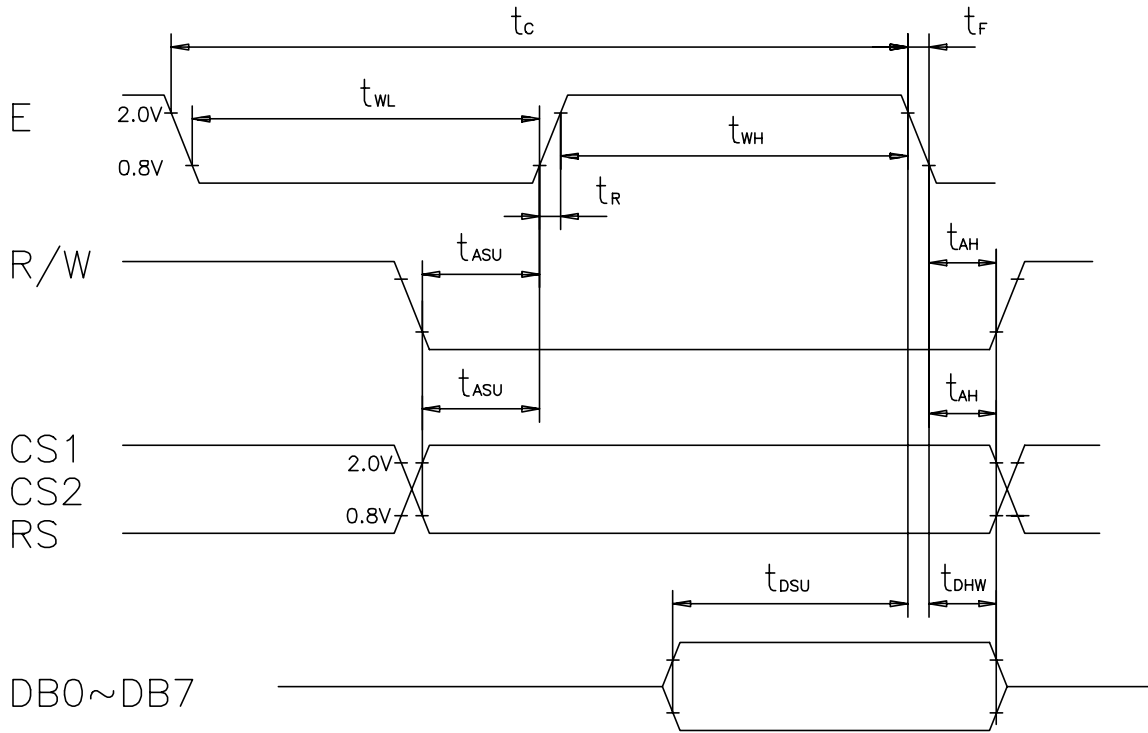 tC
tF
tWL
E
2.0V
tWH
0.8V
tR
R/W
tASU
tAH
tASU
tAH
CS1
2.0V
CS2
0.8V
RS
tDSU
tDHW
DB0~DB7